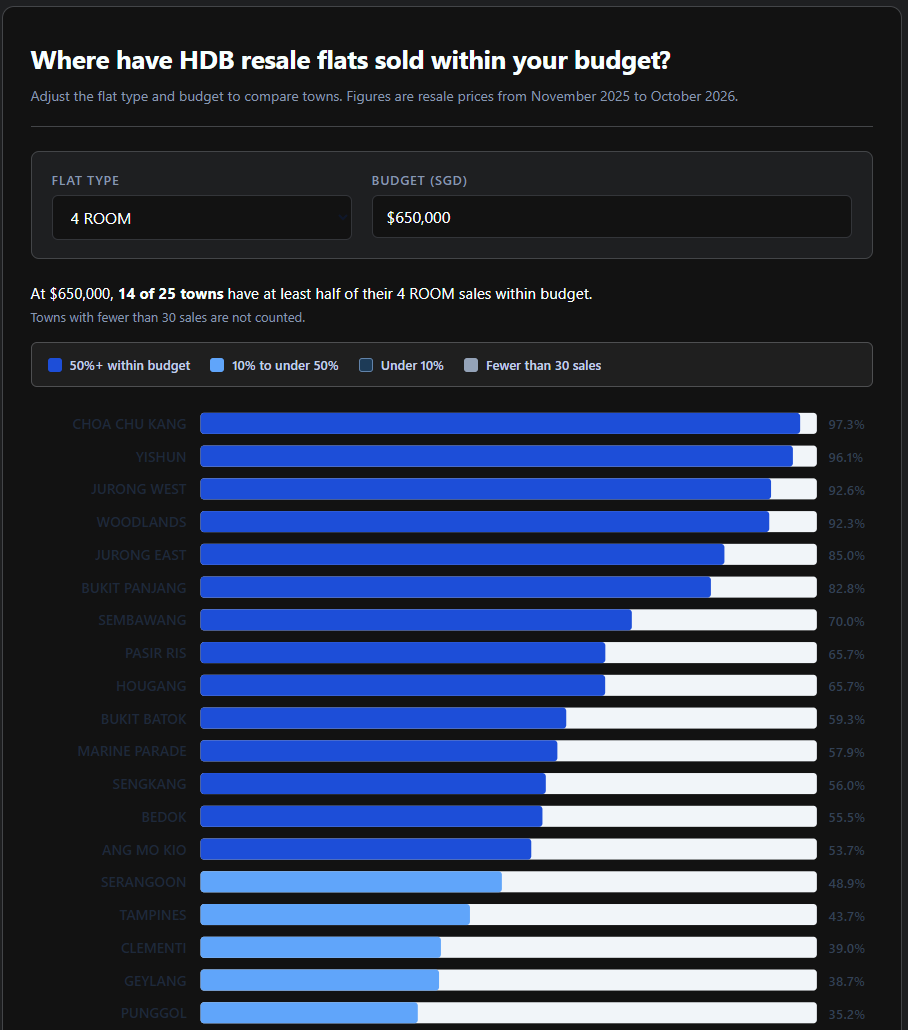 Where have HDB resale flats sold within your budget?
Adjust the flat type and budget to compare towns. Figures are resale prices from November 2025 to October 2026.
FLAT TYPE
BUDGET (SGD)
4 ROOM
$650,000
At $650,000, 14 of 25 towns have at least half of their 4 ROOM sales within budget.
Towns with fewer than 30 sales are not counted.
50%+ within budget
10% to under 50%
Under 10%
Fewer than 30 sales
CHOA CHU KANG 97.3%
YISHUN 96.1%
JURONG WEST 92.6%
WOODLANDS 92.3%
JURONG EAST 85.0%
BUKIT PANJANG 82.8%
SEMBAWANG 70.0%
PASIR RIS 65.7%
HOUGANG 65.7%
BUKIT BATOK 59.3%
MARINE PARADE 57.9%
SENGKANG 56.0%
BEDOK 55.5%
ANG MO KIO 53.7%
SERANGOON 48.9%
TAMPINES 43.7%
CLEMENTI 39.0%
GEYLANG 38.7%
PUNGGOL 35.2%